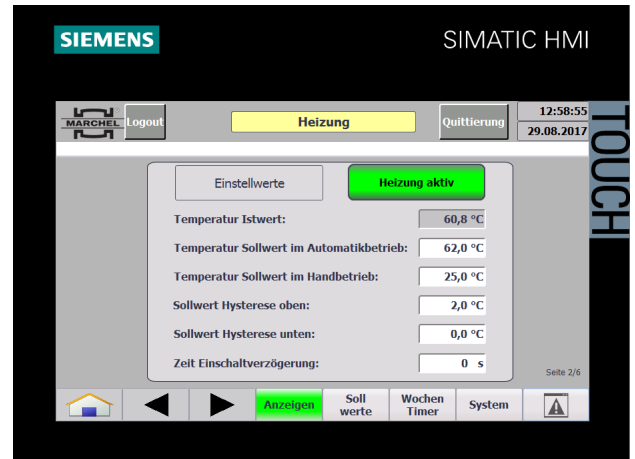 SIEMENS
SIMATIC HMI
MARCHEL
Logout
Heizung
Quittierung
12:58:55
29.08.2017
TOUCH
Einstellwerte
Heizung aktiv
Temperatur Istwert: 60,8 °C
Temperatur Sollwert im Automatikbetrieb: 62,0 °C
Temperatur Sollwert im Handbetrieb: 25,0 °C
Sollwert Hysterese oben: 2,0 °C
Sollwert Hysterese unten: 0,0 °C
Zeit Einschaltverzögerung: 0 s
Seite 2/6
Anzeigen
Soll
werte
Wochen
Timer
System